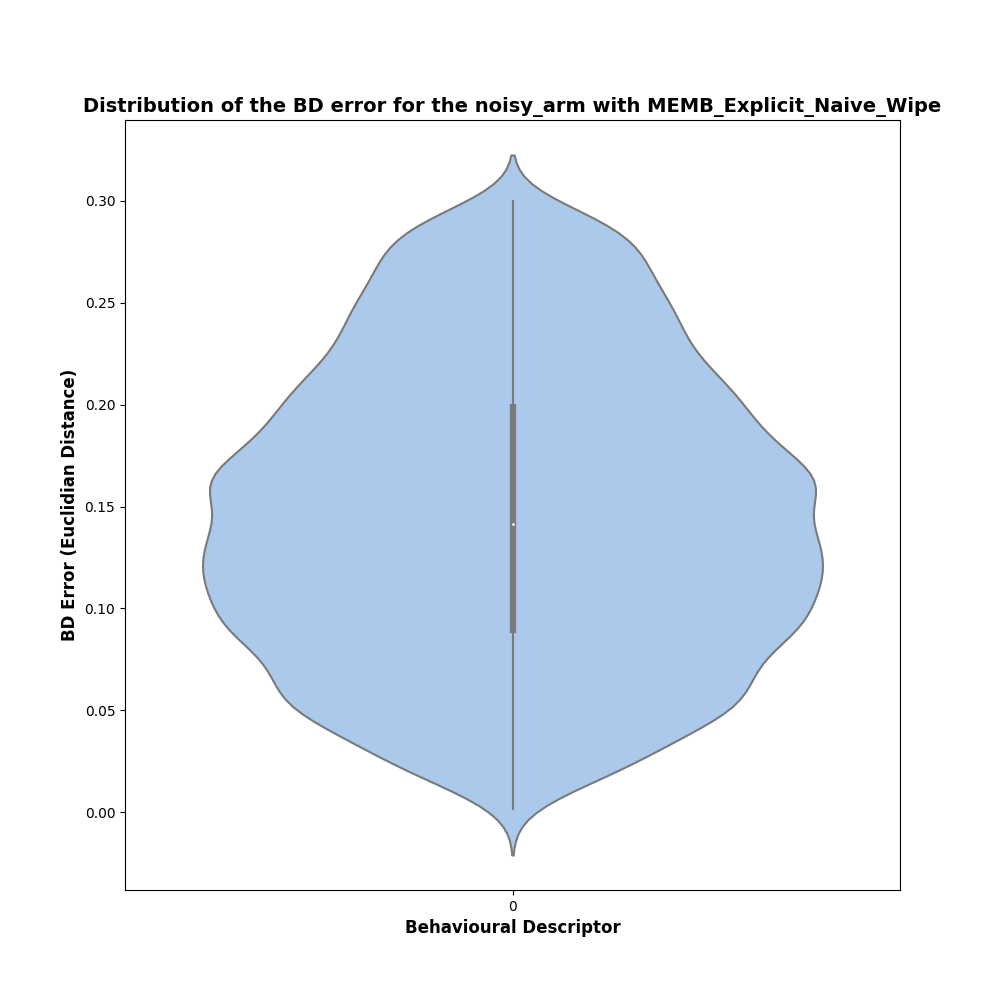 Distribution of the BD error for the noisy_arm with MEMB_Explicit_Naive_Wipe
BD Error (Euclidian Distance)
0.30
0.25
0.20
0.15
0.10
0.05
0.00
0
Behavioural Descriptor